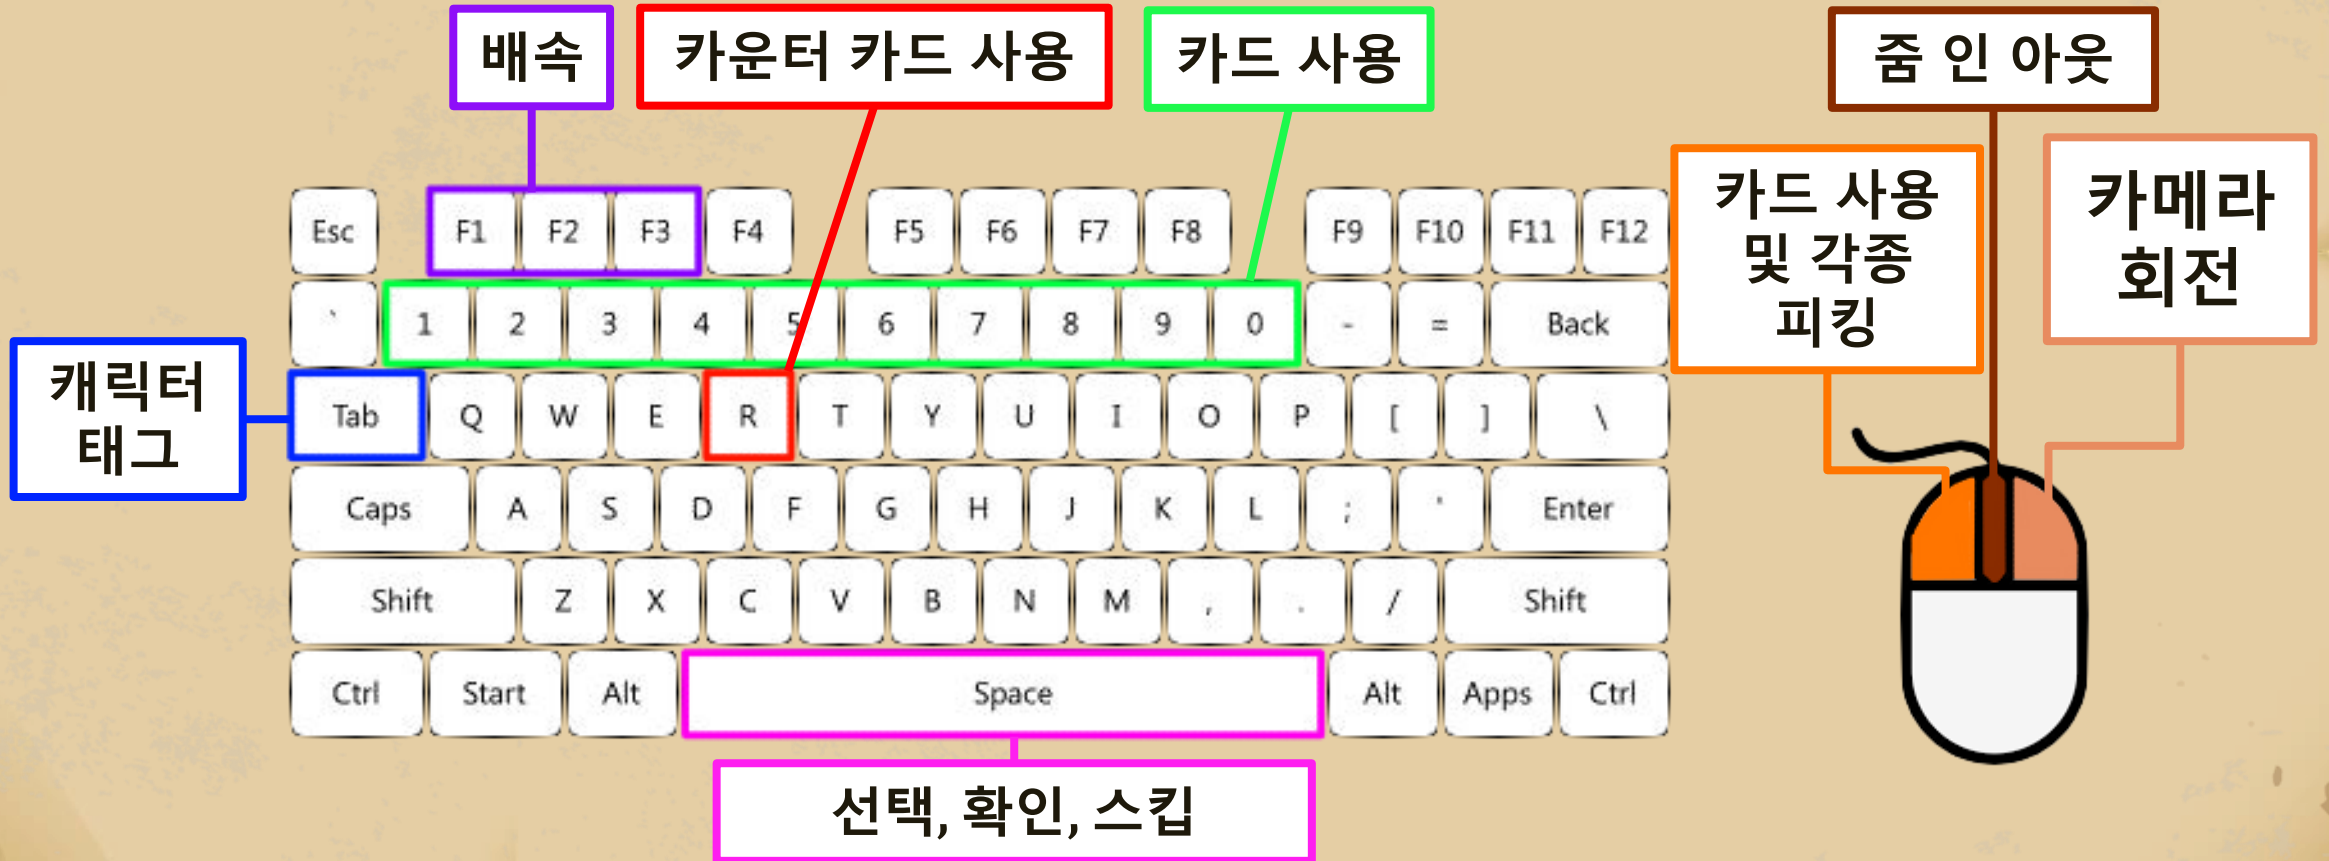 배속
카운터 카드 사용
카드 사용
줌 인 아웃
카드 사용
및 각종
피킹
카메라
회전
Esc F1 F2 F3 F4 F5 F6 F7 F8 F9 F10 F11 F12
` 1 2 3 4 5 6 7 8 9 0 - = Back
캐릭터
태그
Tab Q W E R T Y U I O P [ ] \
Caps A S D F G H J K L ; ' Enter
Shift Z X C V B N M , . / Shift
Ctrl Start Alt Space Alt Apps Ctrl
선택, 확인, 스킵